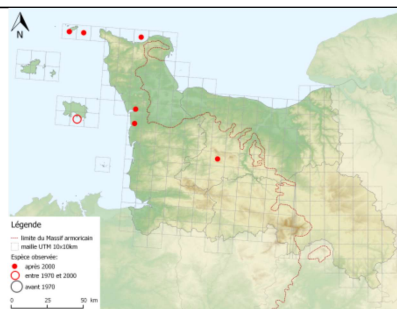 N
Légende
limite du Massif armoricain
maille UTM 10x10km
Espèce observée:
après 2000
entre 1970 et 2000
avant 1970
0 25 50 km